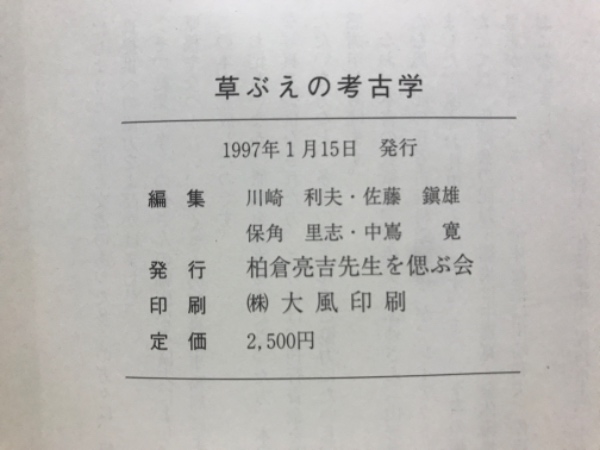 草ぶえの考古学
1997年1月15日 発行
編集 川崎 利夫・佐藤 鎭雄
保角 里志・中嶌 寛
発行 柏倉亮吉先生を偲ぶ会
印刷 ㈱大風印刷
定価 2,500円